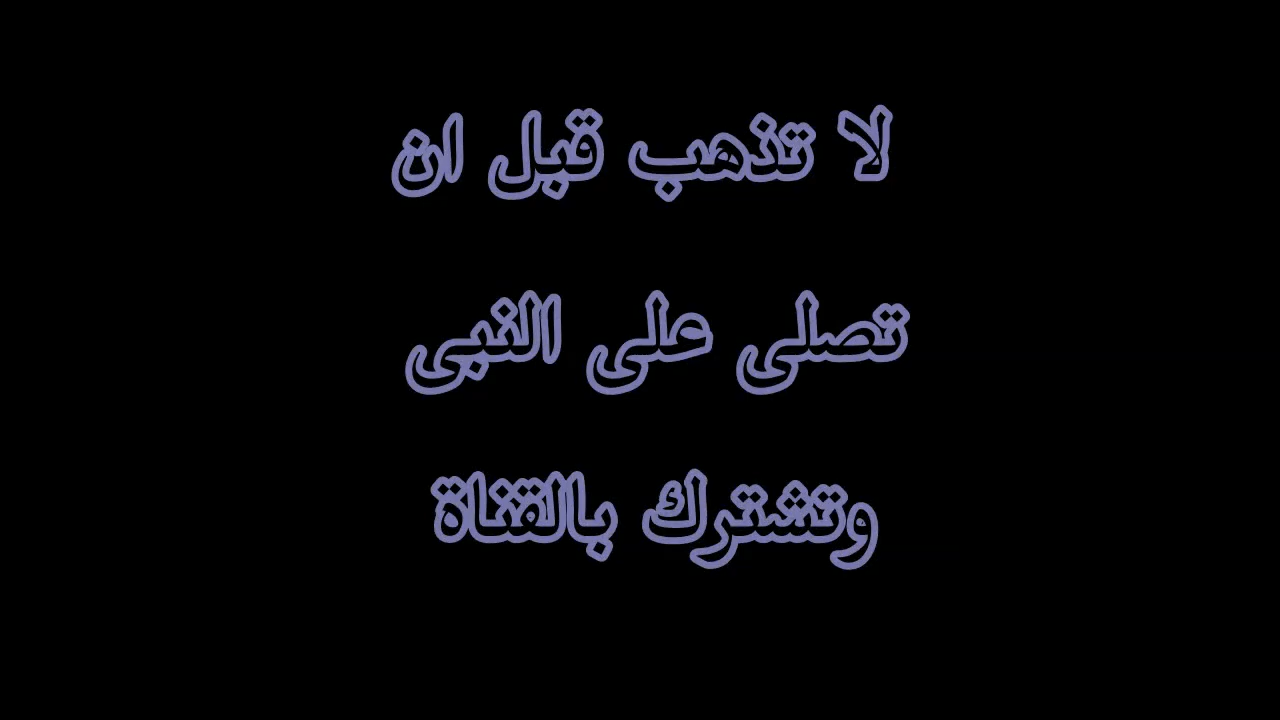 لا تذهب قبل ان
تصلى على النبى
وتشترك بالقناة